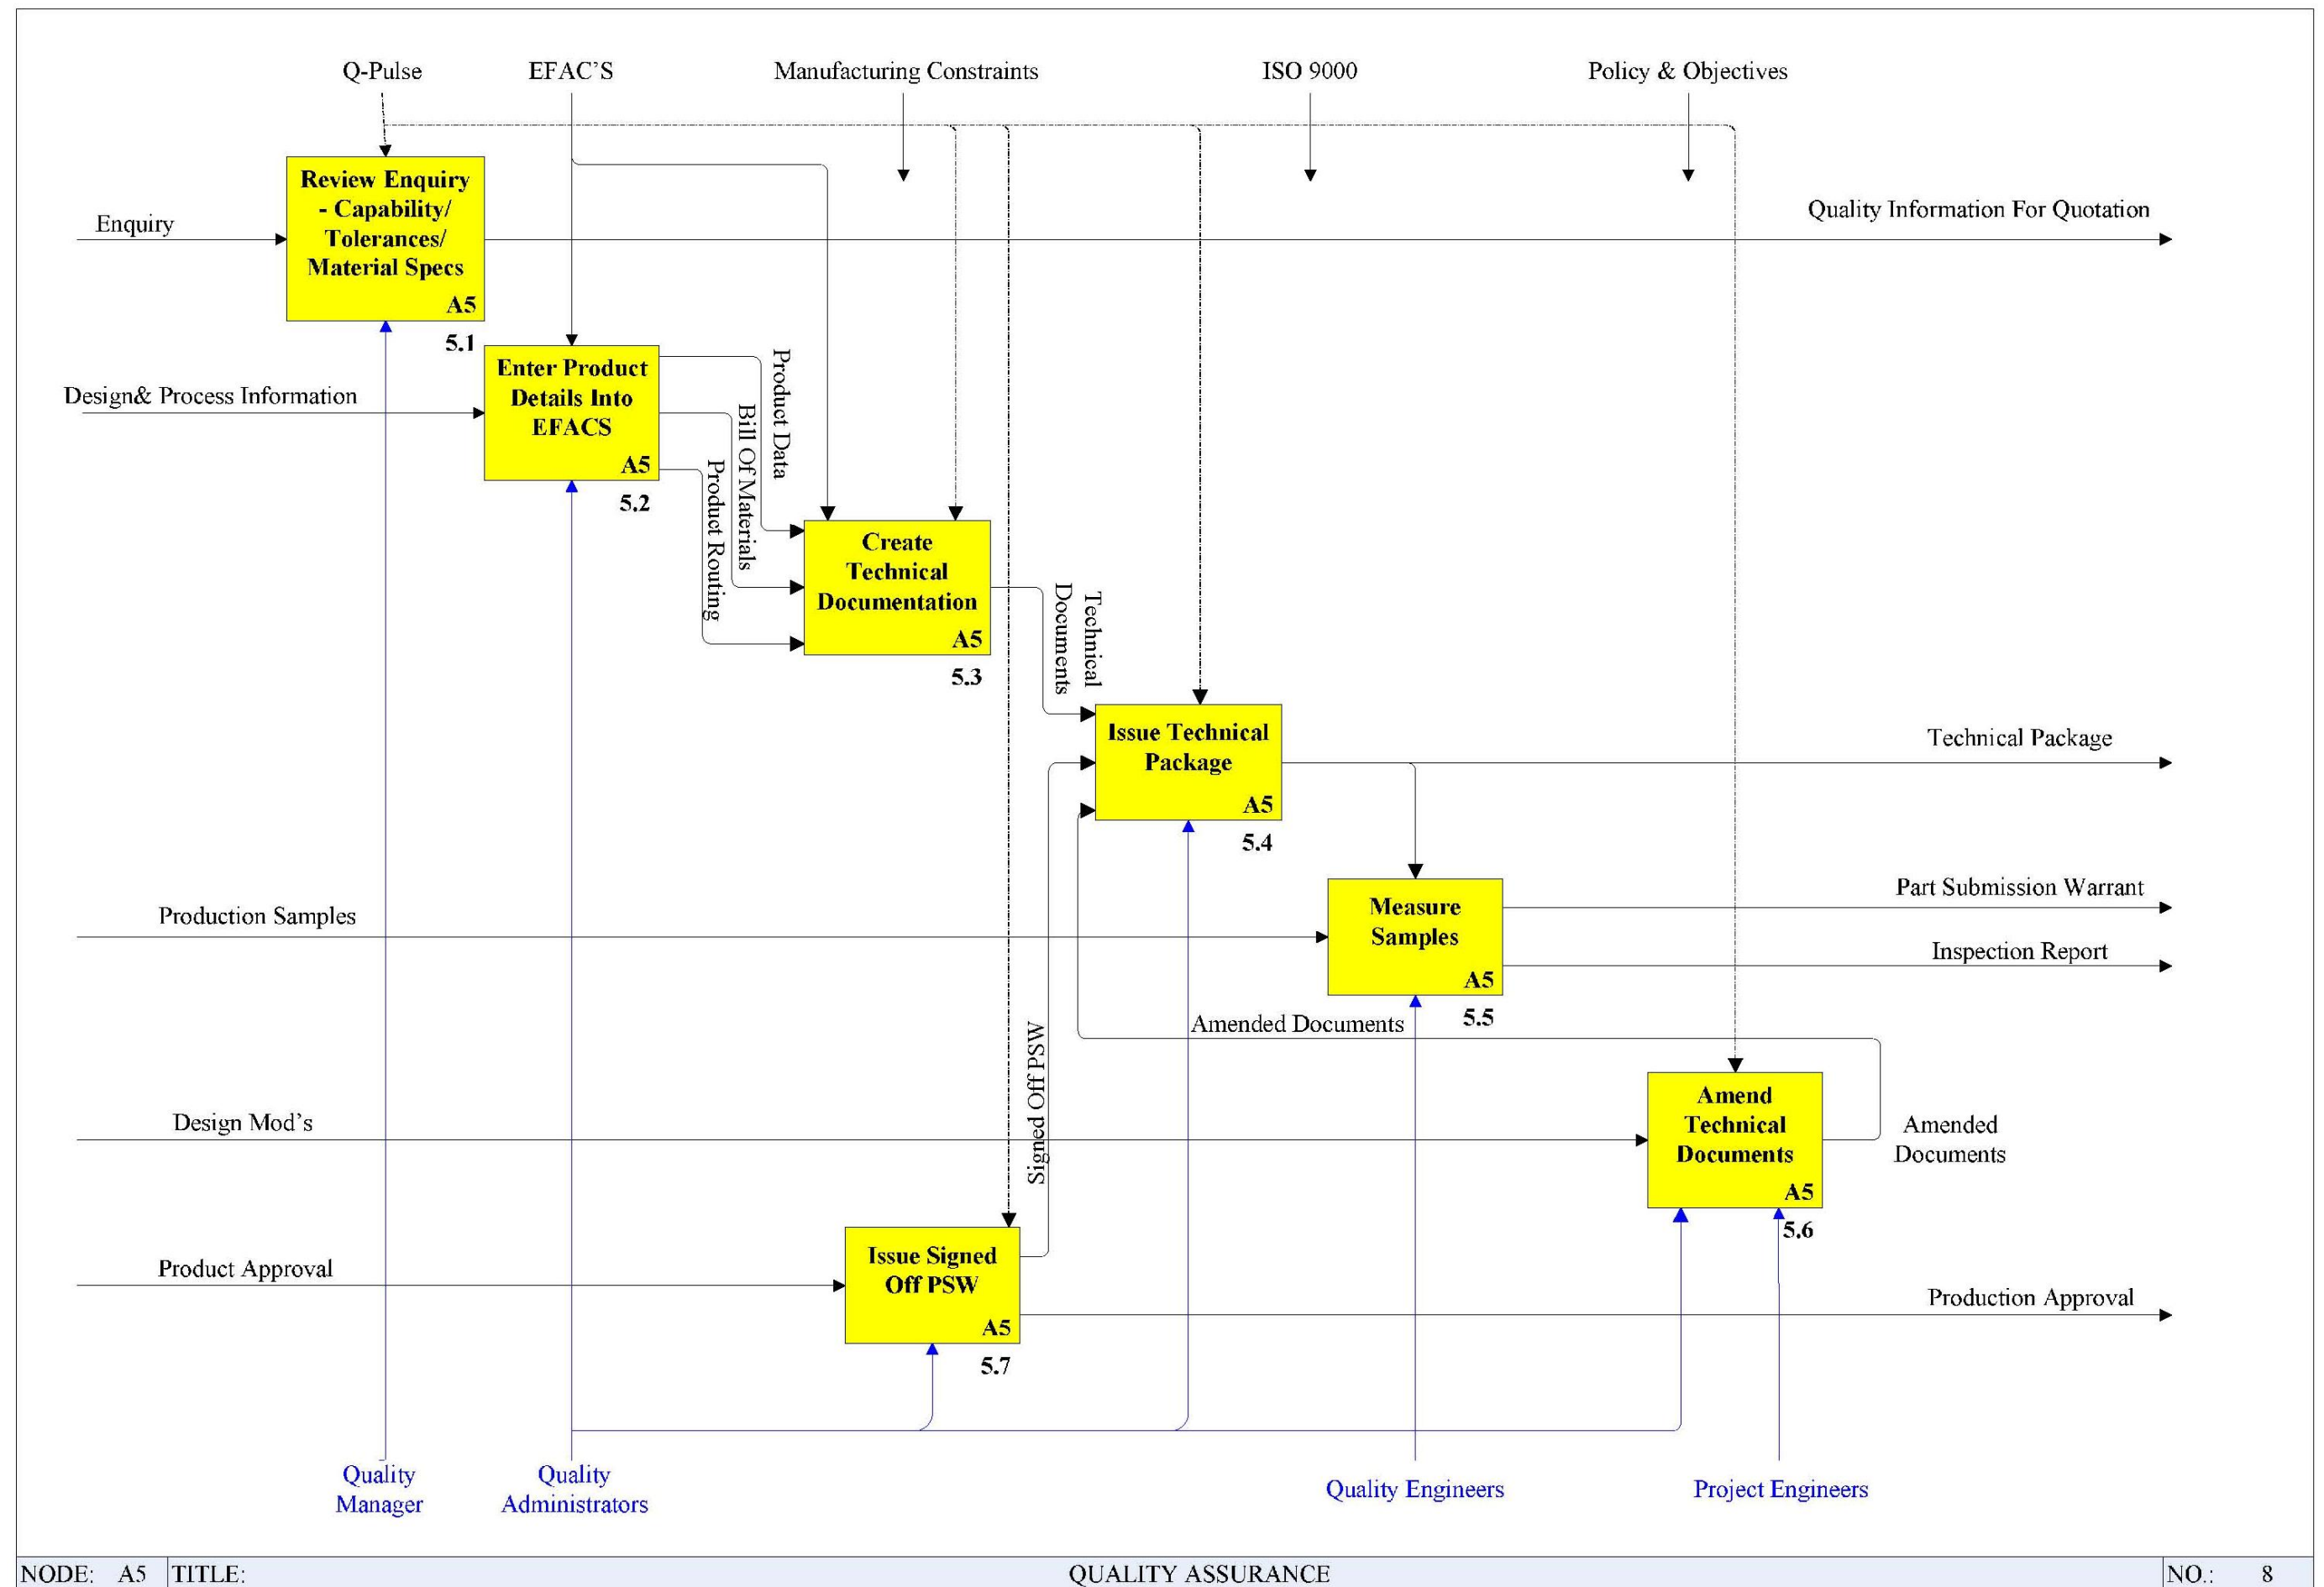 Q-Pulse
EFAC'S
Manufacturing Constraints
ISO 9000
Policy & Objectives
Review Enquiry
- Capability/
Tolerances/
Material Specs
A5
5.1
Enquiry
Quality Information For Quotation
Enter Product
Details Into
EFACS
A5
5.2
Design& Process Information
Product Data
Bill Of Materials
Product Routing
Create
Technical
Documentation
A5
5.3
Technical
Documents
Issue Technical
Package
A5
5.4
Technical Package
Production Samples
Measure
Samples
A5
5.5
Part Submission Warrant
Inspection Report
Amended Documents
Signed Off PSW
Design Mod's
Amend
Technical
Documents
A5
5.6
Amended
Documents
Product Approval
Issue Signed
Off PSW
A5
5.7
Production Approval
Quality
Manager
Quality
Administrators
Quality Engineers
Project Engineers
NODE: A5 TITLE: QUALITY ASSURANCE NO.: 8